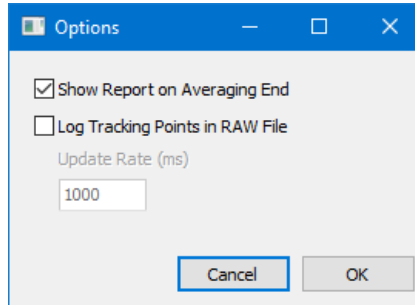 Options
Show Report on Averaging End
Log Tracking Points in RAW File
Update Rate (ms)
1000
Cancel
OK